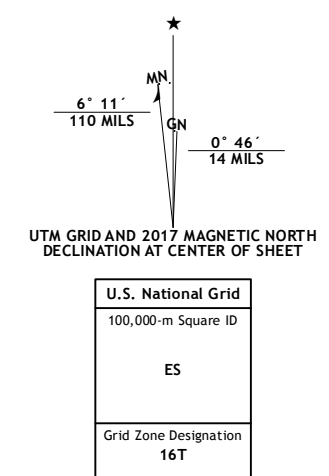 ★
MN.
GN
6° 11´
110 MILS
0° 46´
14 MILS
UTM GRID AND 2017 MAGNETIC NORTH
DECLINATION AT CENTER OF SHEET
U.S. National Grid
100,000-m Square ID
ES
Grid Zone Designation
16T